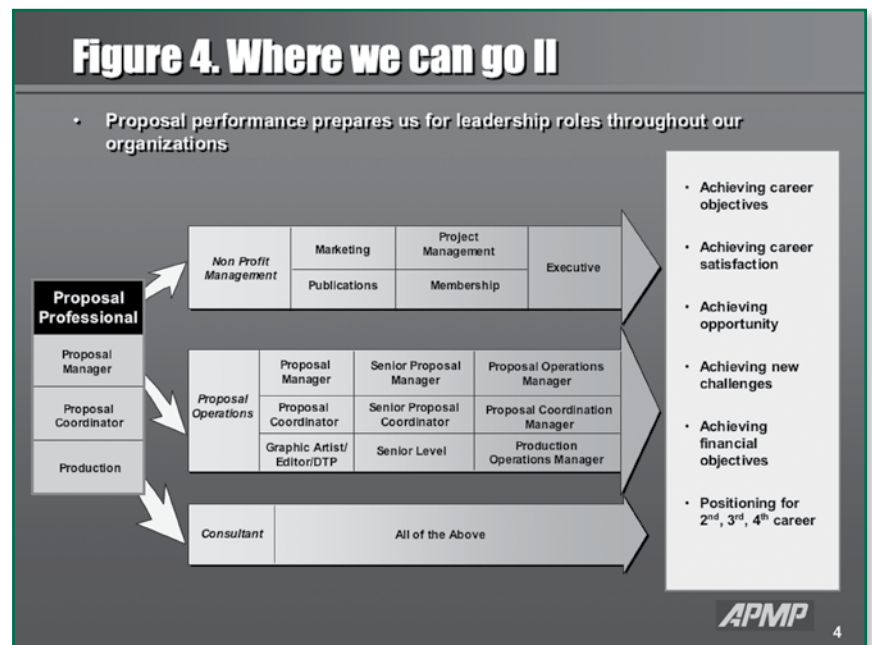 Figure 4. Where we can go II
• Proposal performance prepares us for leadership roles throughout our
organizations
Proposal
Professional
Proposal
Manager
Proposal
Coordinator
Production
Non Profit
Management
Marketing
Project
Management
Publications
Membership
Executive
Proposal
Operations
Proposal
Manager
Senior Proposal
Manager
Proposal Operations
Manager
Proposal
Coordinator
Senior Proposal
Coordinator
Proposal Coordination
Manager
Graphic Artist/
Editor/DTP
Senior Level
Production
Operations Manager
Consultant
All of the Above
• Achieving career
objectives
• Achieving career
satisfaction
• Achieving
opportunity
• Achieving new
challenges
• Achieving
financial
objectives
• Positioning for
2nd, 3rd, 4th career
APMP
4